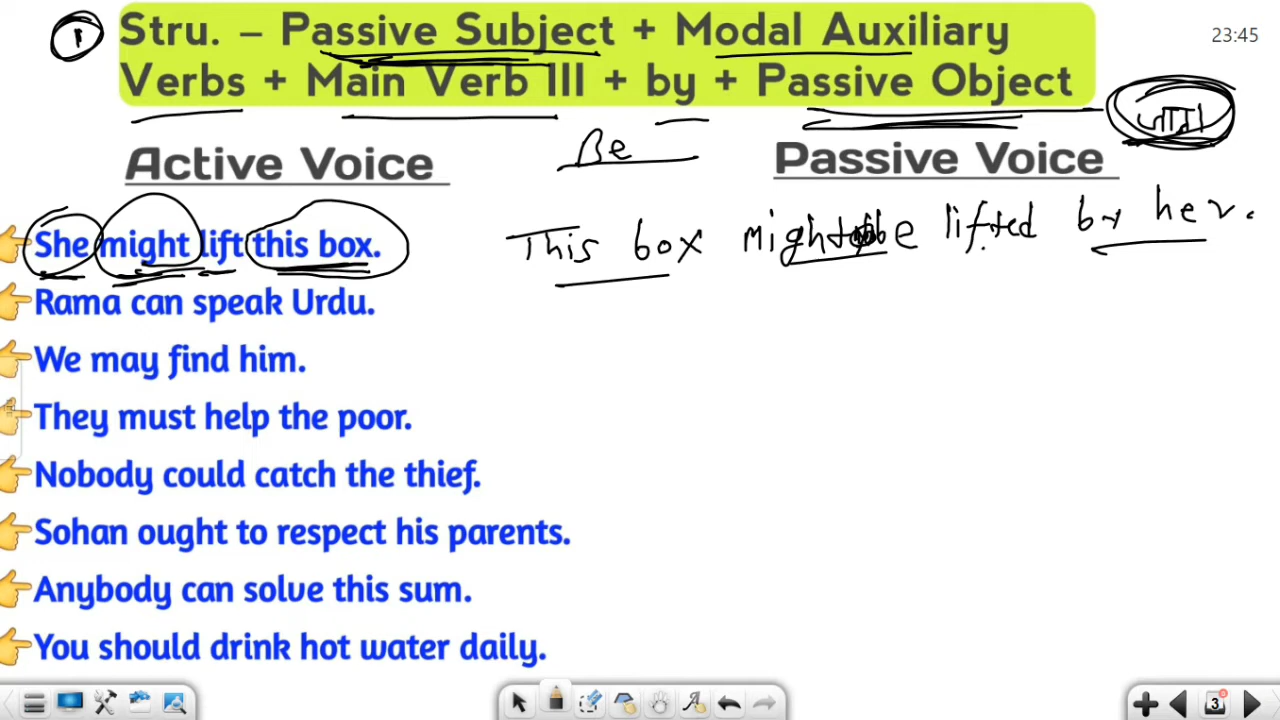 1 Stru. – Passive Subject + Modal Auxiliary
23:45
Verbs + Main Verb III + by + Passive Object
जाता
Be
Active Voice
Passive Voice
She might lift this box.
This box might be lifted by her.
Rama can speak Urdu.
We may find him.
They must help the poor.
Nobody could catch the thief.
Sohan ought to respect his parents.
Anybody can solve this sum.
You should drink hot water daily.
3